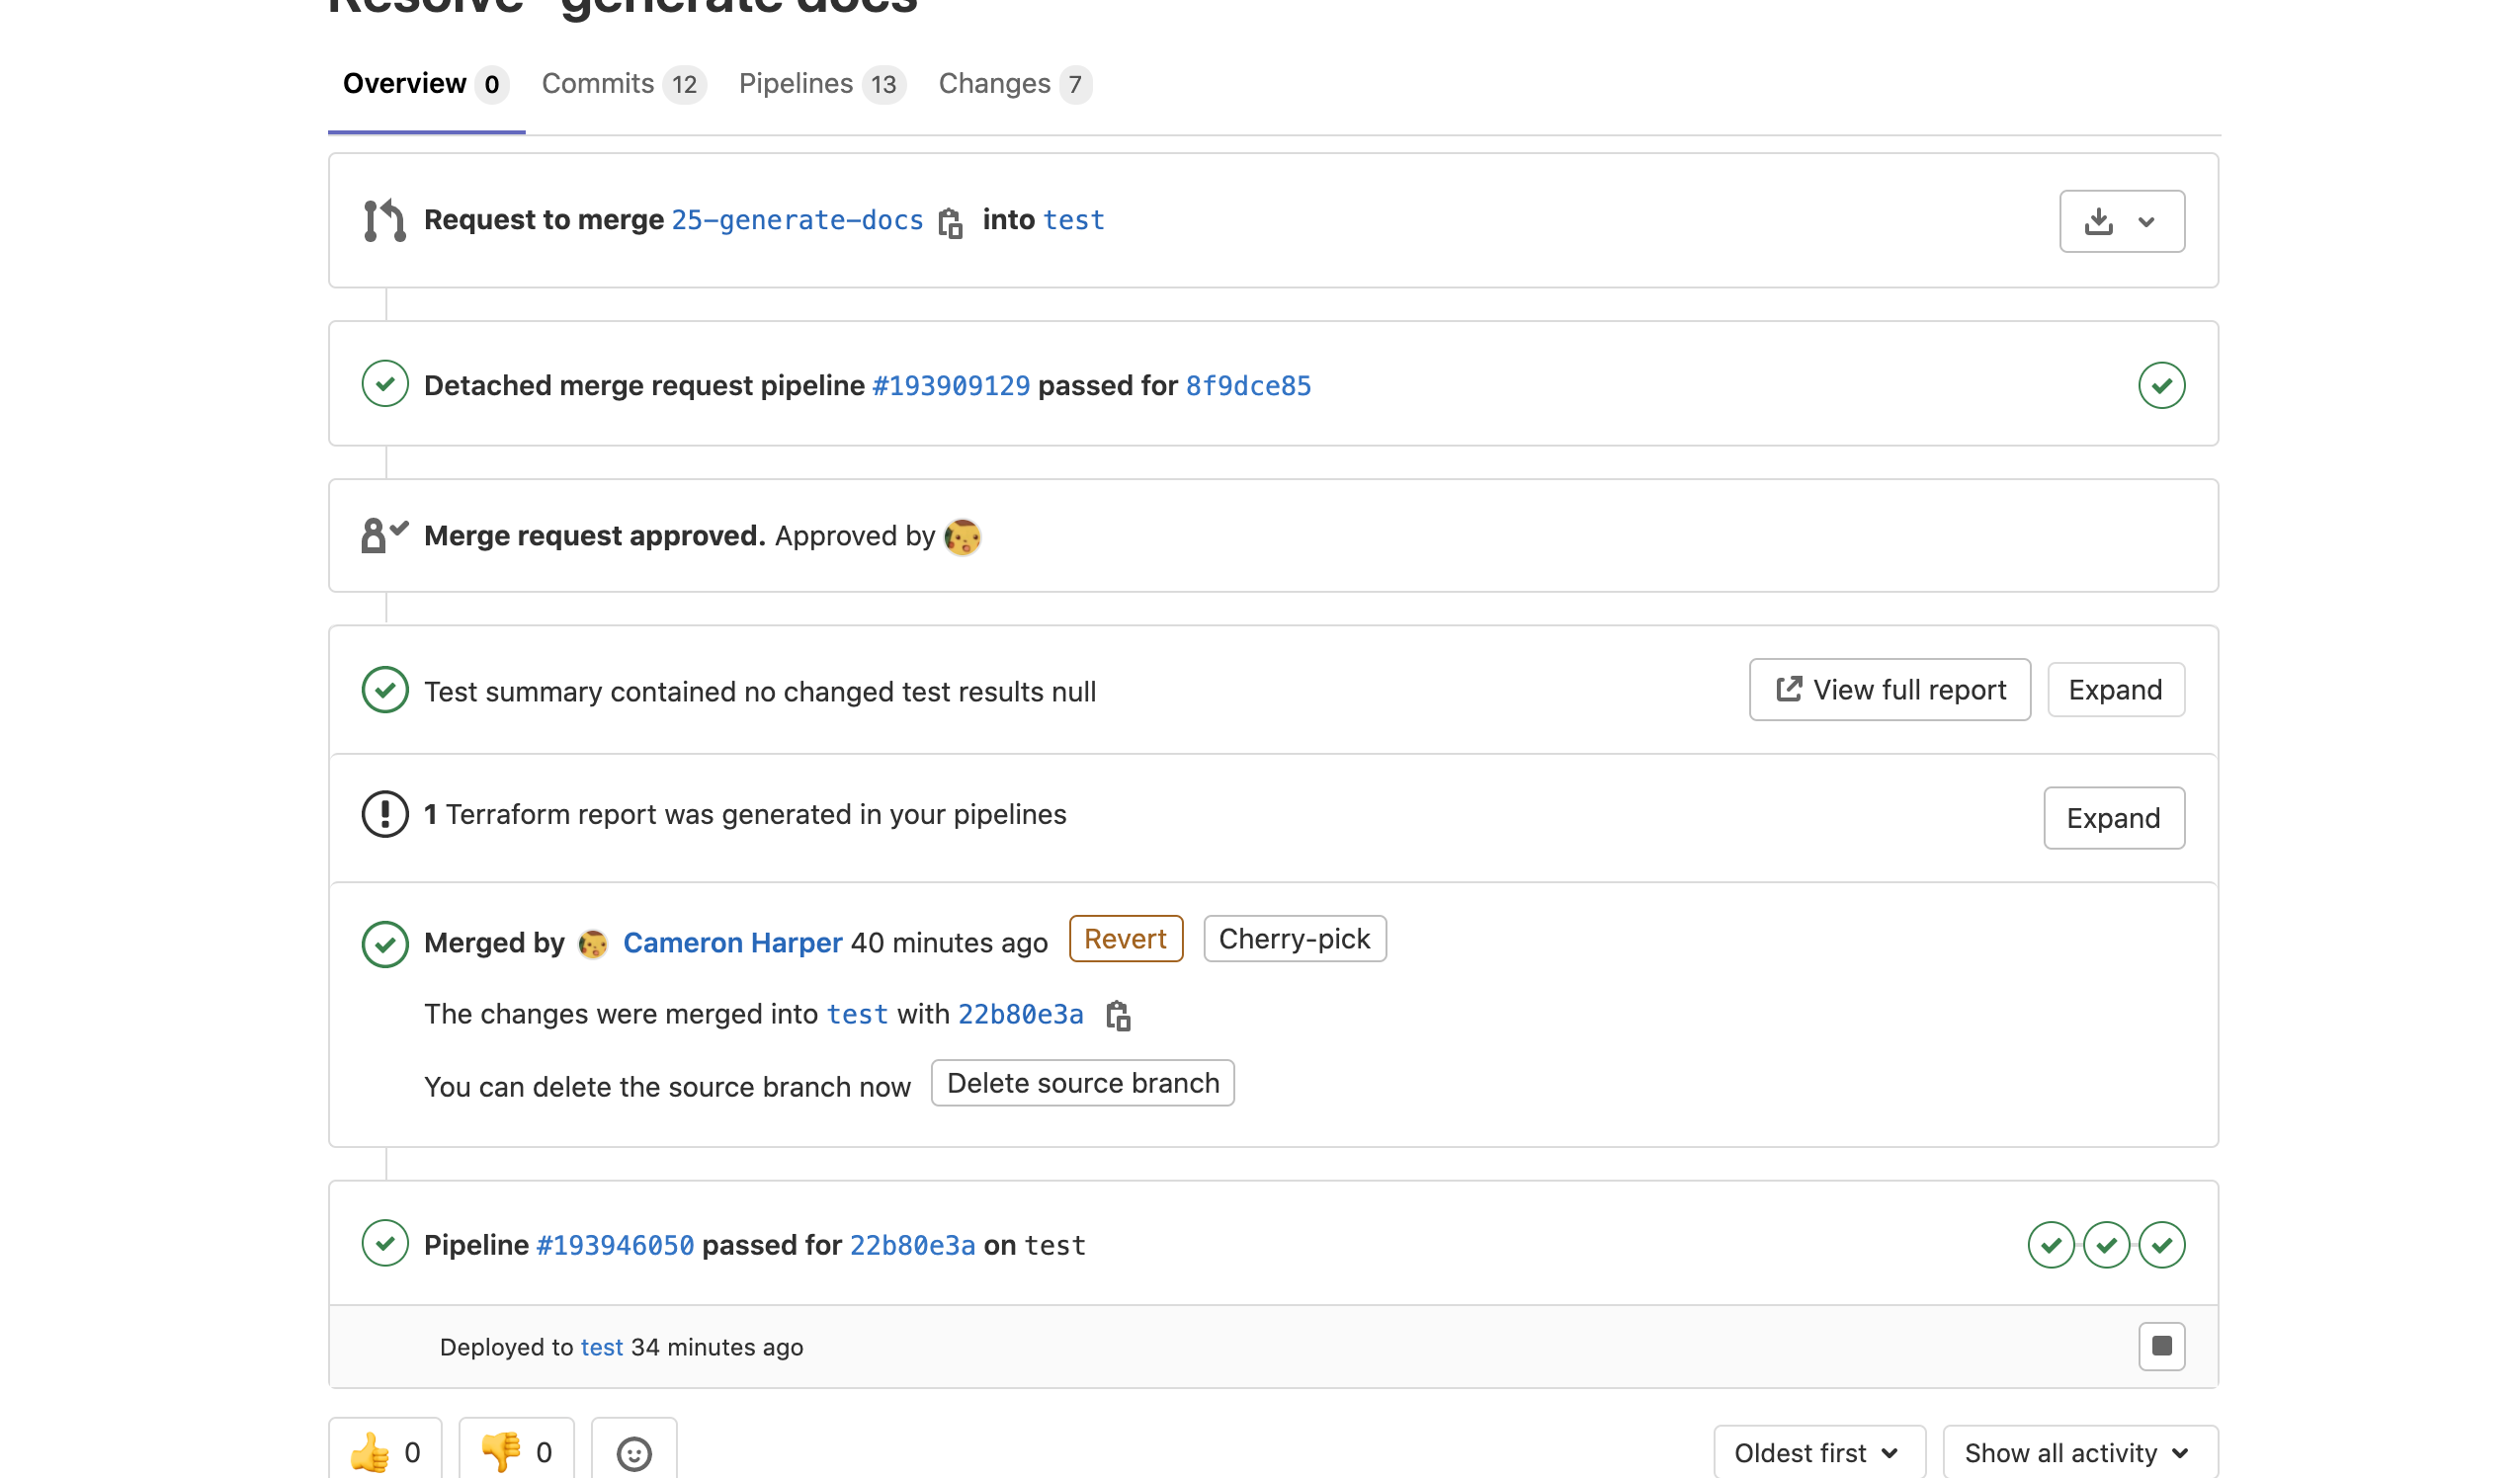 Resolve "generate docs"
Overview 0 Commits 12 Pipelines 13 Changes 7
Request to merge 25-generate-docs into test
Detached merge request pipeline #193909129 passed for 8f9dce85
Merge request approved. Approved by
Test summary contained no changed test results null View full report Expand
1 Terraform report was generated in your pipelines Expand
Merged by Cameron Harper 40 minutes ago Revert Cherry-pick
The changes were merged into test with 22b80e3a
You can delete the source branch now Delete source branch
Pipeline #193946050 passed for 22b80e3a on test
Deployed to test 34 minutes ago
0 0 Oldest first Show all activity